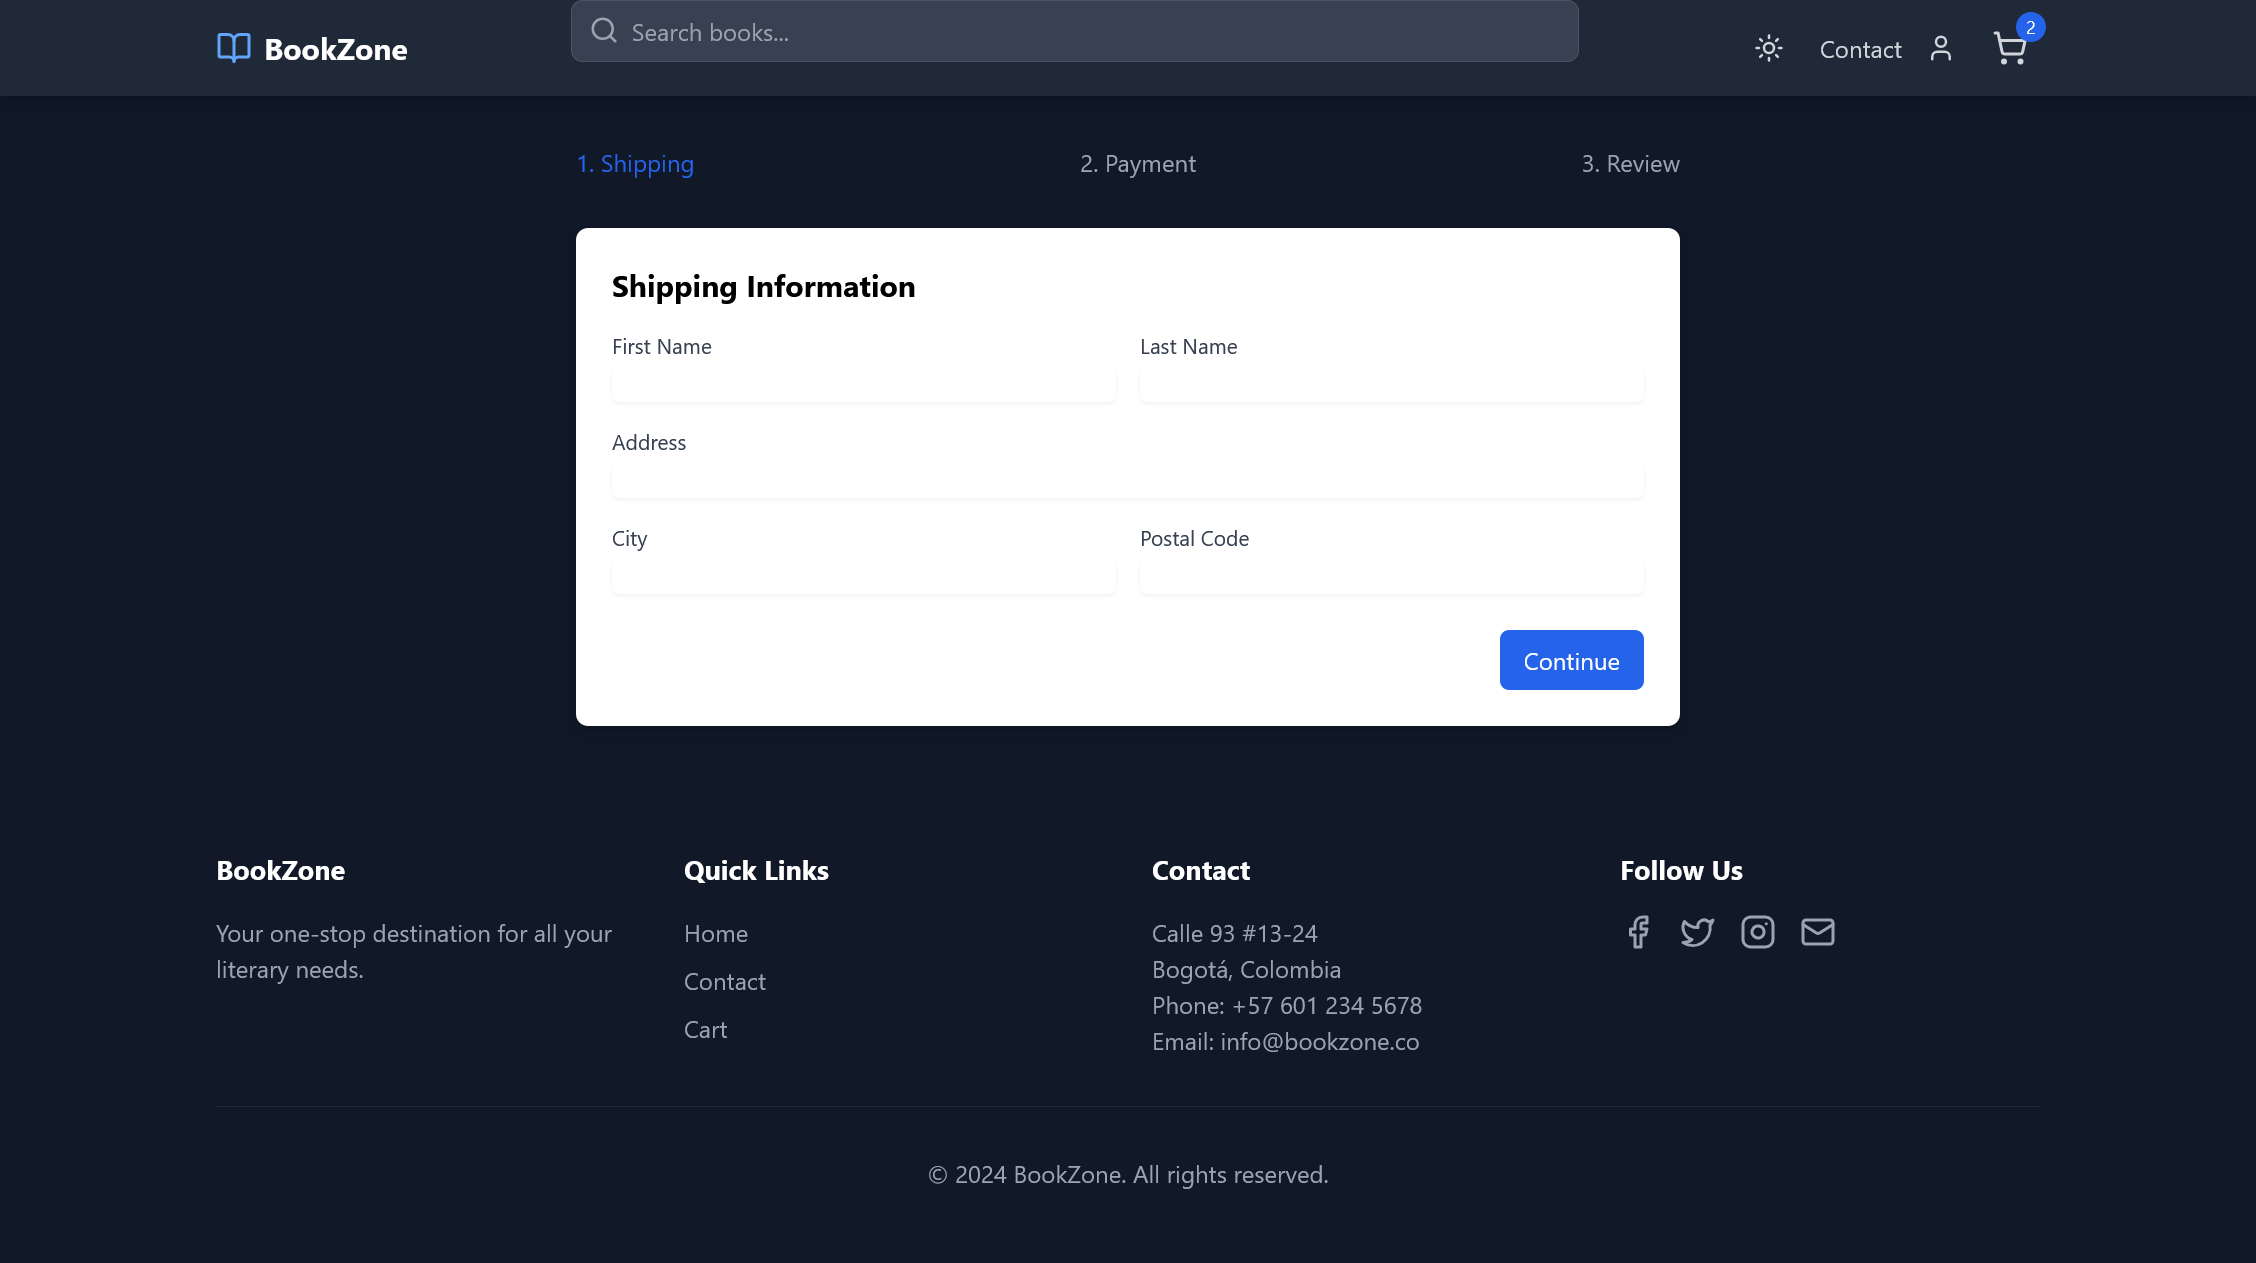 BookZone
Search books...
Contact
2
1. Shipping
2. Payment
3. Review
Shipping Information
First Name
Last Name
Address
City
Postal Code
Continue
BookZone
Your one-stop destination for all your
literary needs.
Quick Links
Home
Contact
Cart
Contact
Calle 93 #13-24
Bogotá, Colombia
Phone: +57 601 234 5678
Email: info@bookzone.co
Follow Us
© 2024 BookZone. All rights reserved.